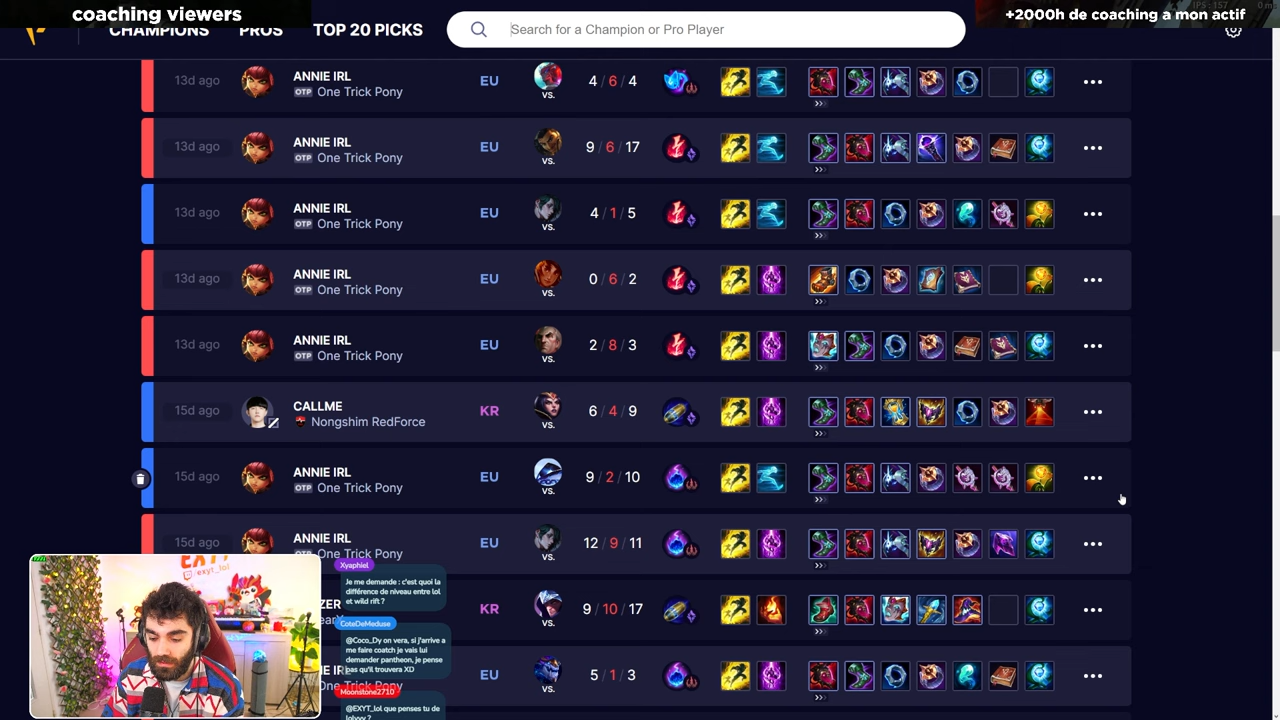 coaching viewers
CHAMPIONS PROS TOP 20 PICKS Search for a Champion or Pro Player
+2000h de coaching a mon actif
13d ago ANNIE IRL OTP One Trick Pony EU VS. 4 / 6 / 4
13d ago ANNIE IRL OTP One Trick Pony EU VS. 9 / 6 / 17
13d ago ANNIE IRL OTP One Trick Pony EU VS. 4 / 1 / 5
13d ago ANNIE IRL OTP One Trick Pony EU VS. 0 / 6 / 2
13d ago ANNIE IRL OTP One Trick Pony EU VS. 2 / 8 / 3
15d ago CALLME Nongshim RedForce KR VS. 6 / 4 / 9
15d ago ANNIE IRL OTP One Trick Pony EU VS. 9 / 2 / 10
15d ago ANNIE IRL OTP One Trick Pony EU VS. 12 / 9 / 11
KR VS. 9 / 10 / 17
One Trick Pony EU VS. 5 / 1 / 3
Xyaphiel
Je me demande : c'est quoi la
différence de niveau entre lol
et wild rift ?
CoteDeMeduse
@Coco_Dy on vera, si j'arrive a
me faire coatch je vais lui
demander pantheon, je pense
pas qu'il trouvera XD
Moonstone2710
@EXYT_lol que penses tu de
lolyyy ?